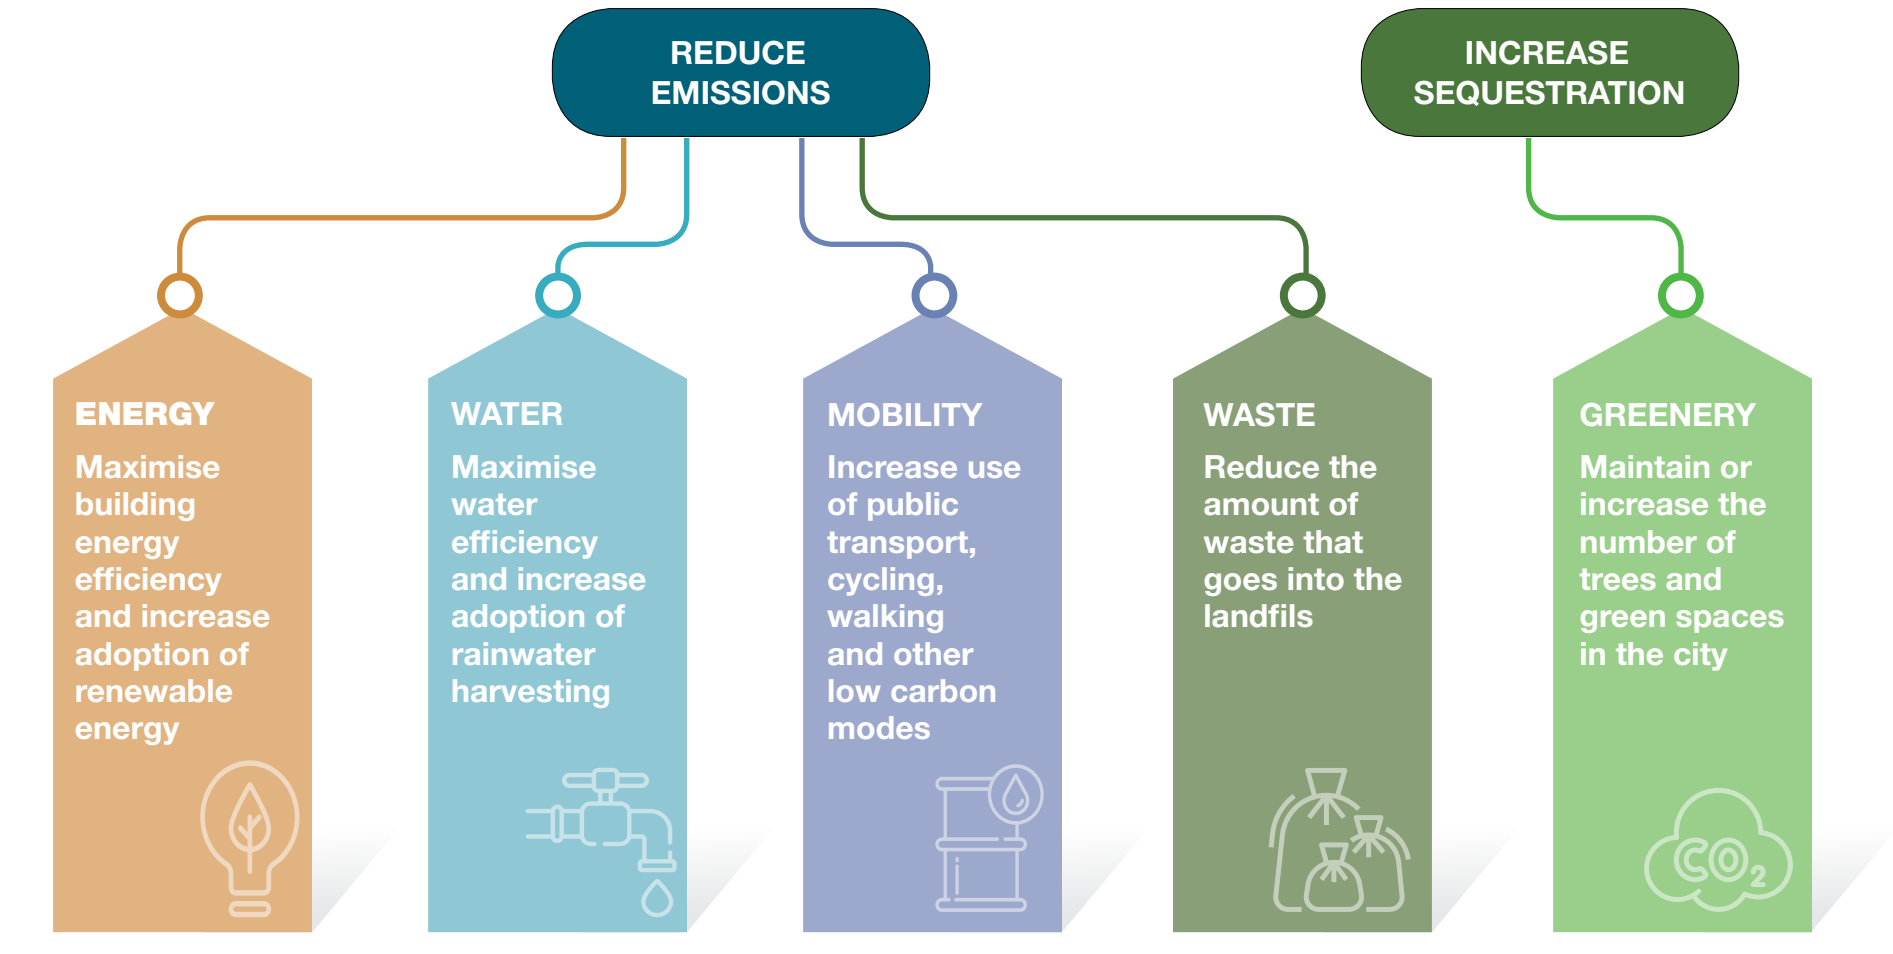 REDUCE
EMISSIONS
INCREASE
SEQUESTRATION
ENERGY
Maximise
building
energy
efficiency
and increase
adoption of
renewable
energy
WATER
Maximise
water
efficiency
and increase
adoption of
rainwater
harvesting
MOBILITY
Increase use
of public
transport,
cycling,
walking
and other
low carbon
modes
WASTE
Reduce the
amount of
waste that
goes into the
landfils
GREENERY
Maintain or
increase the
number of
trees and
green spaces
in the city
CO2